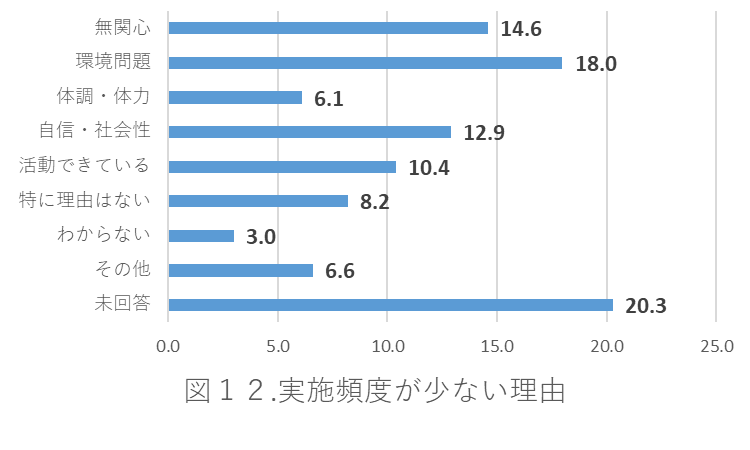 無関心 14.6
環境問題 18.0
体調・体力 6.1
自信・社会性 12.9
活動できている 10.4
特に理由はない 8.2
わからない 3.0
その他 6.6
未回答 20.3
0.0 5.0 10.0 15.0 20.0 25.0
図１２.実施頻度が少ない理由